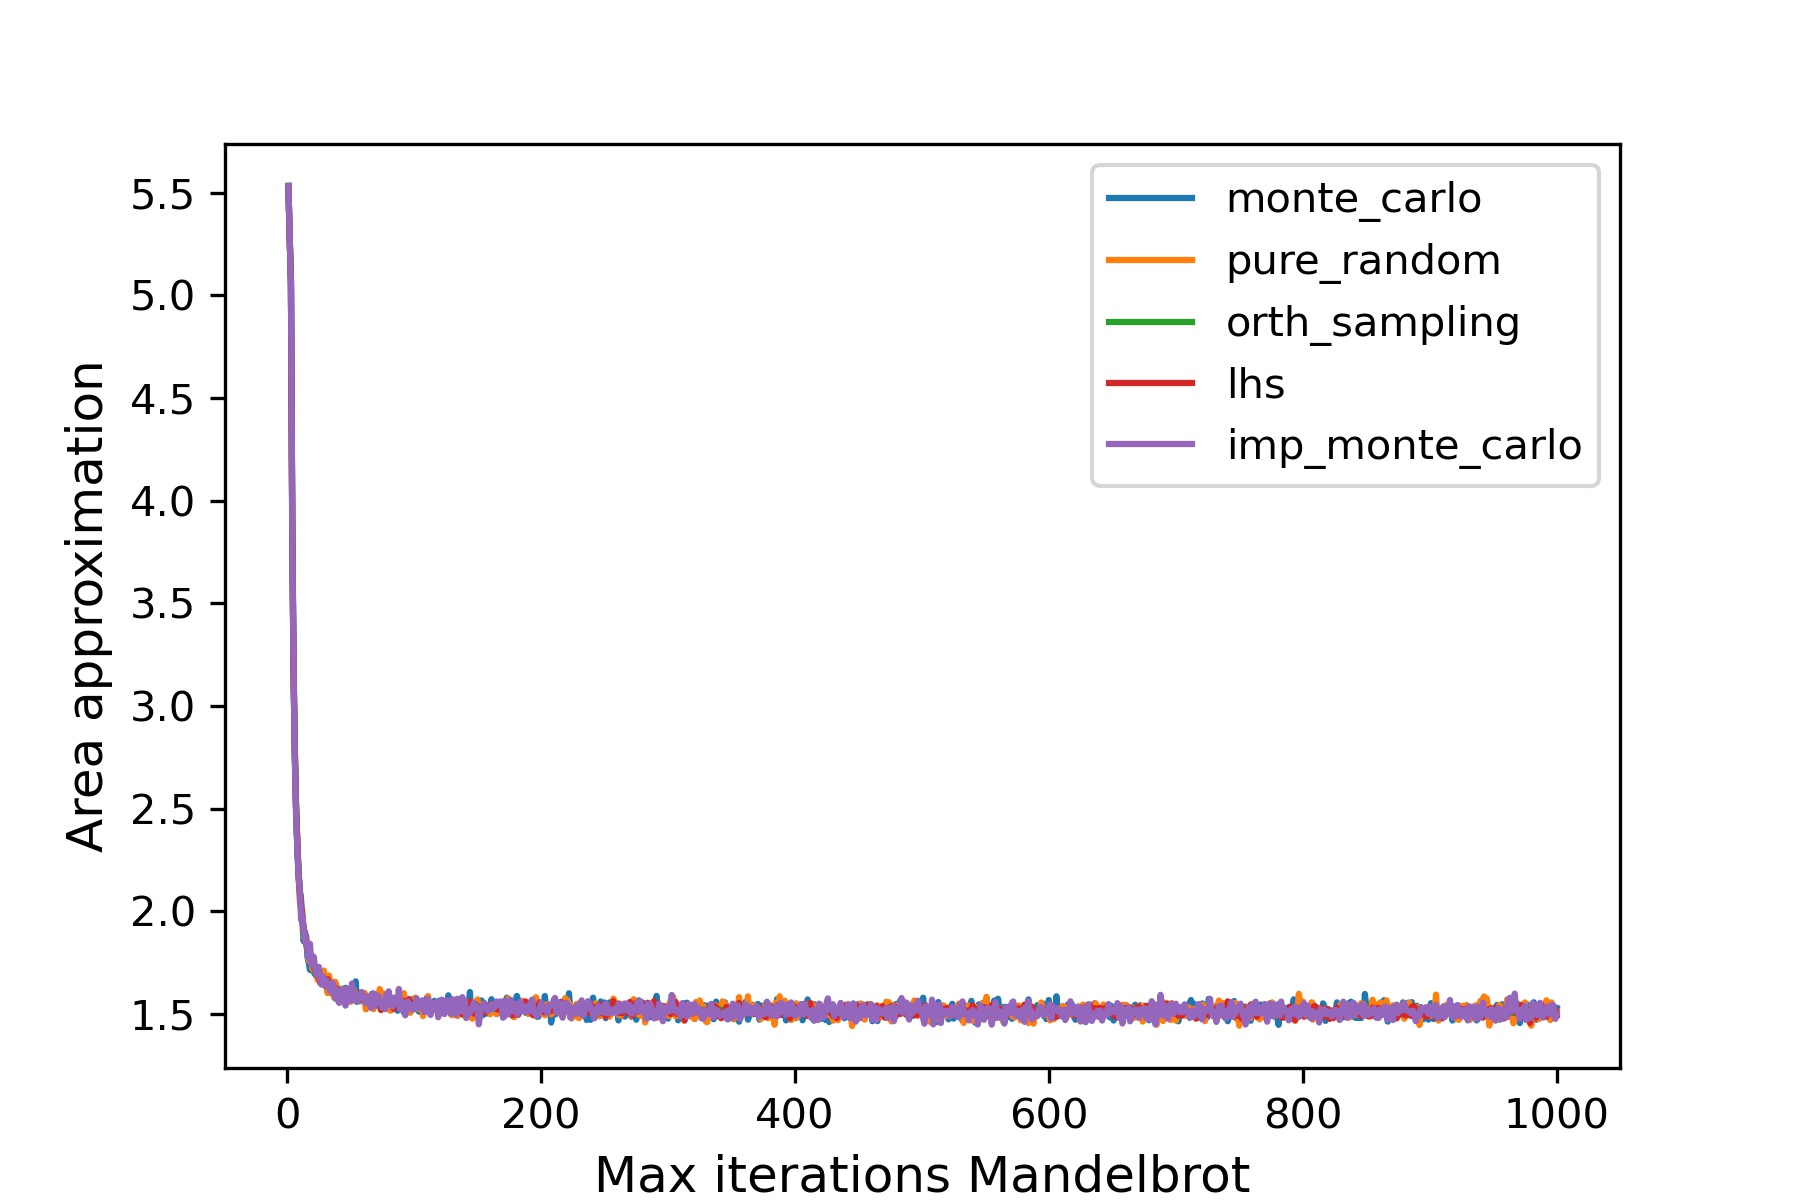 5.5
5.0
4.5
4.0
3.5
3.0
2.5
2.0
1.5
Area approximation
monte_carlo
pure_random
orth_sampling
lhs
imp_monte_carlo
0 200 400 600 800 1000
Max iterations Mandelbrot